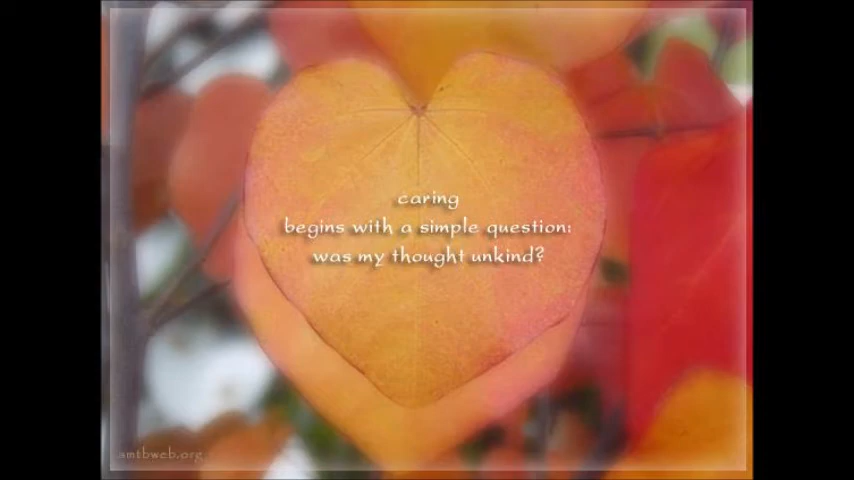 caring
begins with a simple question:
was my thought unkind?
amtbweb.org